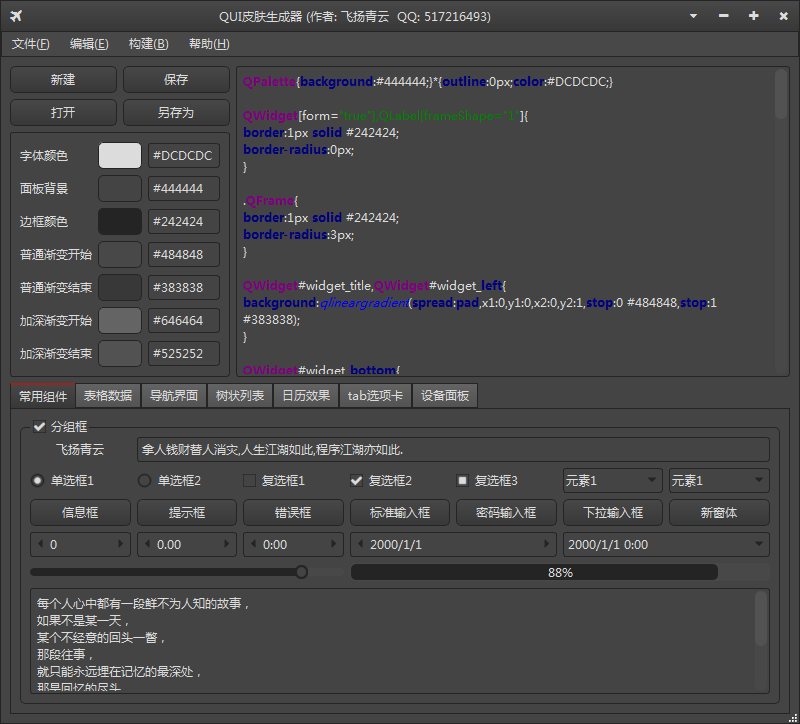 QUI皮肤生成器 (作者: 飞扬青云  QQ: 517216493)
文件(F) 编辑(E) 构建(B) 帮助(H)
新建 保存
打开 另存为
字体颜色 #DCDCDC
面板背景 #444444
边框颜色 #242424
普通渐变开始 #484848
普通渐变结束 #383838
加深渐变开始 #646464
加深渐变结束 #525252
QPalette{background:#444444;}*{outline:0px;color:#DCDCDC;}
QWidget[form="true"],QLabel[frameShape="1"]{
border:1px solid #242424;
border-radius:0px;
}
.QFrame{
border:1px solid #242424;
border-radius:3px;
}
QWidget#widget_title,QWidget#widget_left{
background:qlineargradient(spread:pad,x1:0,y1:0,x2:0,y2:1,stop:0 #484848,stop:1
#383838);
}
QWidget#widget_bottom{
常用组件 表格数据 导航界面 树状列表 日历效果 tab选项卡 设备面板
分组框
飞扬青云 拿人钱财替人消灾,人生江湖如此,程序江湖亦如此.
单选框1 单选框2 复选框1 复选框2 复选框3 元素1 元素1
信息框 提示框 错误框 标准输入框 密码输入框 下拉输入框 新窗体
0 0.00 0:00 2000/1/1 2000/1/1 0:00
88%
每个人心中都有一段鲜不为人知的故事，
如果不是某一天，
某个不经意的回头一瞥，
那段往事，
就只能永远埋在记忆的最深处，
那是回忆的尽头